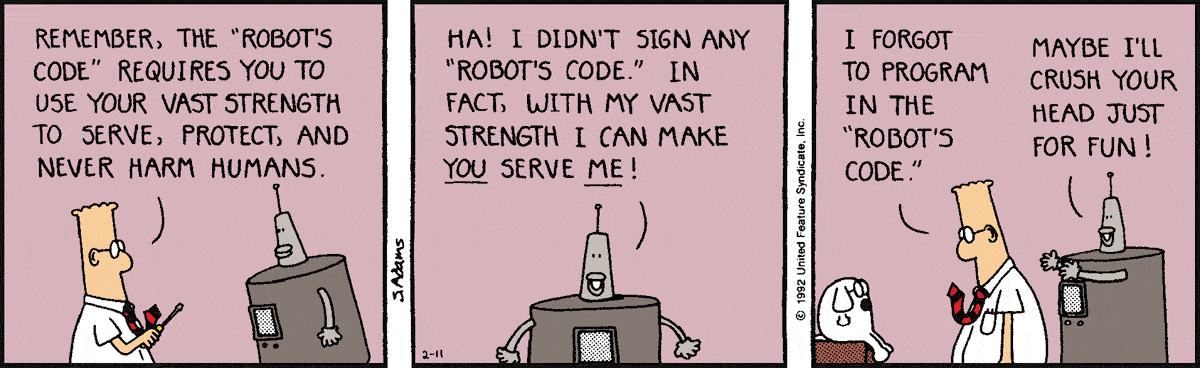 REMEMBER, THE "ROBOT'S
CODE" REQUIRES YOU TO
USE YOUR VAST STRENGTH
TO SERVE, PROTECT, AND
NEVER HARM HUMANS.
S.Adams
HA! I DIDN'T SIGN ANY
"ROBOT'S CODE." IN
FACT, WITH MY VAST
STRENGTH I CAN MAKE
YOU SERVE ME!
2-11
© 1992 United Feature Syndicate, Inc.
I FORGOT
TO PROGRAM
IN THE
"ROBOT'S
CODE."
MAYBE I'LL
CRUSH YOUR
HEAD JUST
FOR FUN!